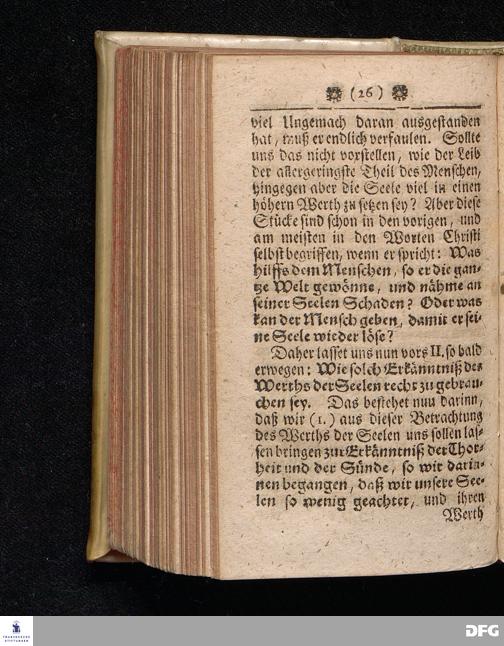 (26)
viel Ungemach daran ausgestanden
hat, muß er endlich verfaulen. Sollte
uns das nicht vorstellen, wie der Leib
der allergeringste Theil des Menschen,
hingegen aber die Seele viel in einen
höhern Werth zu setzen sey? Aber diese
Stücke sind schon in den vorigen, und
am meisten in den Worten Christi
selbst begriffen, wenn er spricht: Was
hilffs dem Menschen, so er die gan-
tze Welt gewönne, und nähme an
seiner Seelen Schaden? Oder was
kan der Mensch geben, damit er sei-
ne Seele wieder löse?
Daher lasset uns nun vors II. so bald
erwegen: Wie solch Erkänntniß des
Werths der Seelen recht zu gebrau-
chen sey. Das bestehet nun darinn,
daß wir (1.) aus dieser Betrachtung
des Werths der Seelen uns sollen las-
sen bringen zur Erkänntniß der Thor-
heit und der Sünde, so wir darin-
nen begangen, daß wir unsere See-
len so wenig geachtet, und ihren
Werth
FRANCKESCHE
STIFTUNGEN
DFG